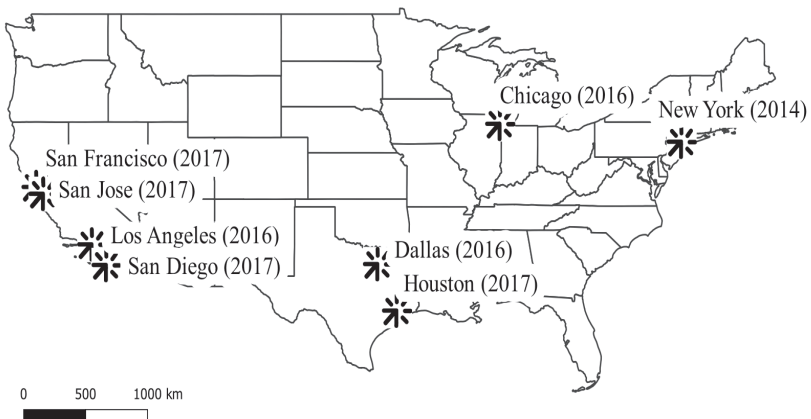 Chicago (2016)
New York (2014)
San Francisco (2017)
San Jose (2017)
Los Angeles (2016)
San Diego (2017)
Dallas (2016)
Houston (2017)
0 500 1000 km